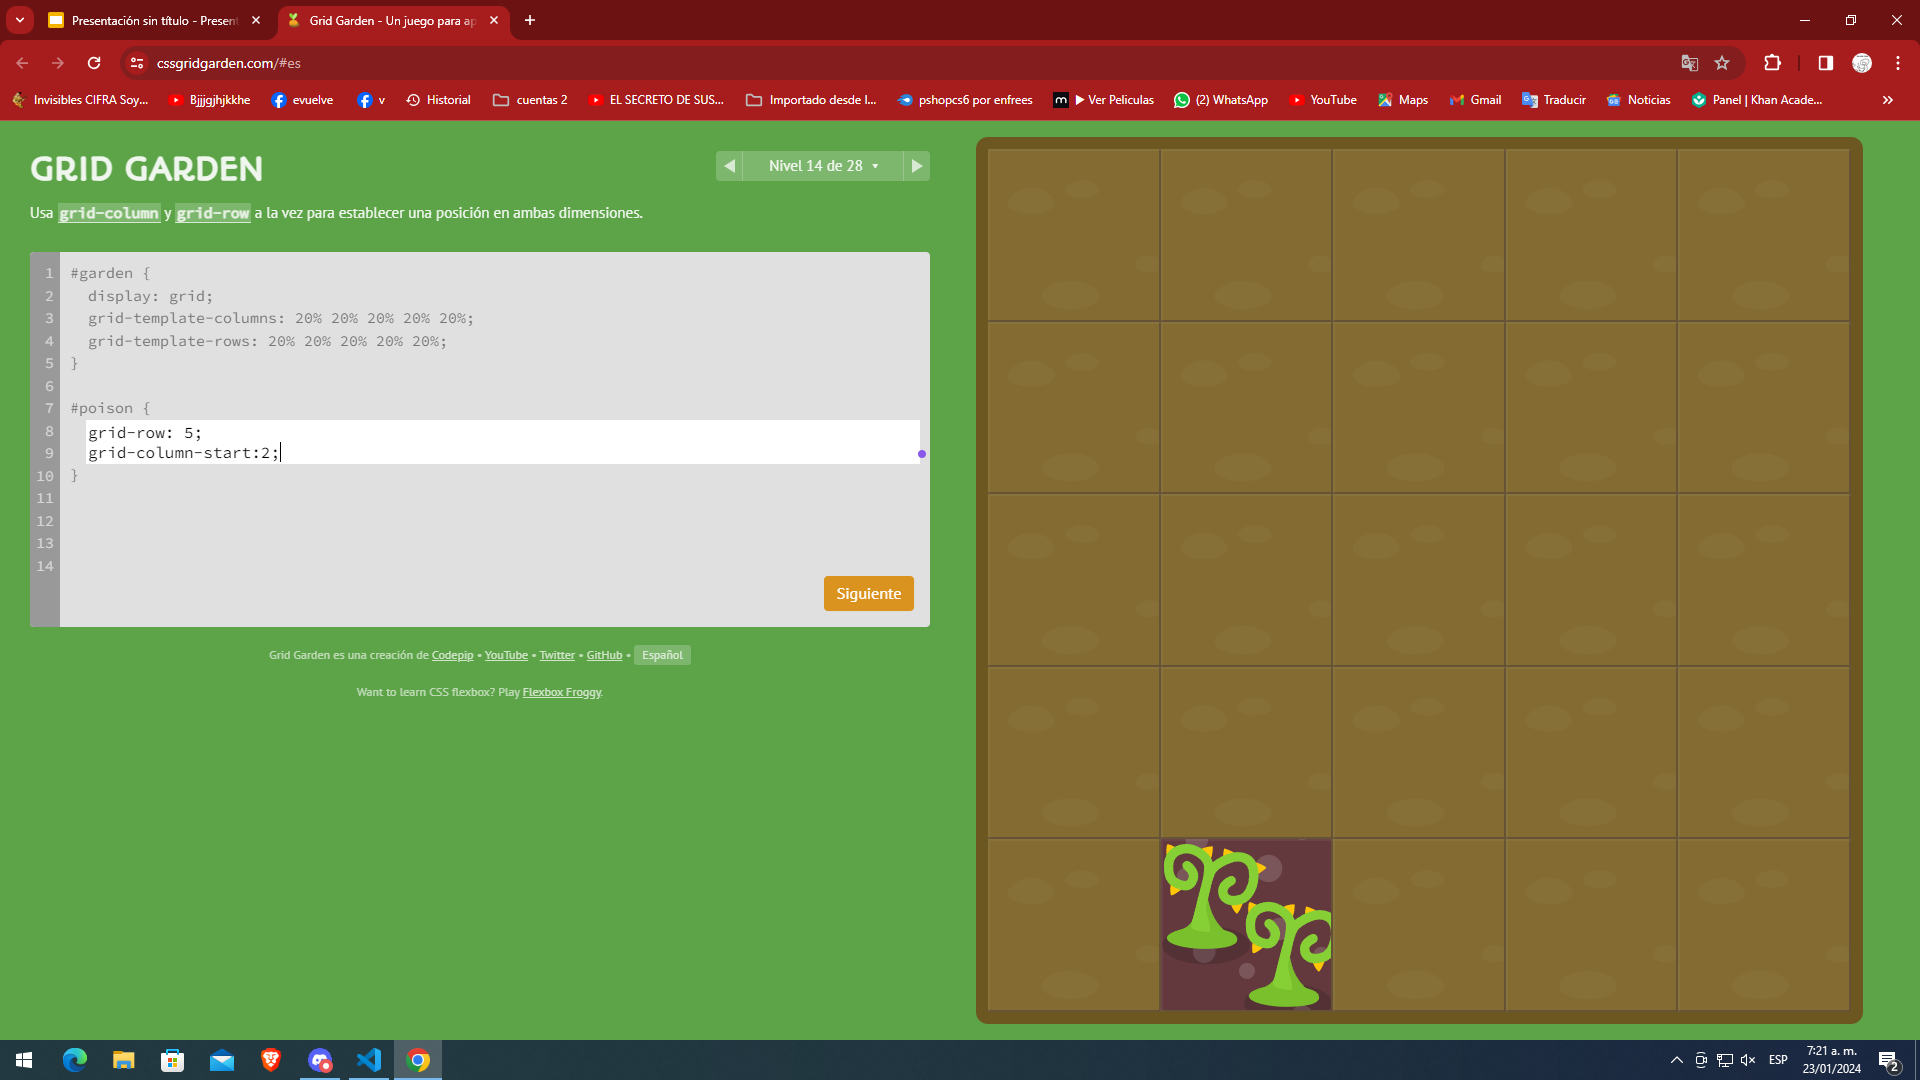 Presentación sin título - Present
Grid Garden - Un juego para ap
cssgridgarden.com/#es
Invisibles CIFRA Soy...
Bjjjgjhjkkhe
evuelve
v
Historial
cuentas 2
EL SECRETO DE SUS...
Importado desde l...
pshopcs6 por enfrees
m
▶ Ver Peliculas
(2) WhatsApp
YouTube
Maps
Gmail
Traducir
Noticias
Panel | Khan Acade...
»
GRID GARDEN
Nivel 14 de 28
Usa grid-column y grid-row a la vez para establecer una posición en ambas dimensiones.
1 #garden {
2 display: grid;
3 grid-template-columns: 20% 20% 20% 20% 20%;
4 grid-template-rows: 20% 20% 20% 20% 20%;
5 }
6
7 #poison {
8 grid-row: 5;
9 grid-column-start:2;
10 }
11
12
13
14
Siguiente
Grid Garden es una creación de Codepip • YouTube • Twitter • GitHub • Español
Want to learn CSS flexbox? Play Flexbox Froggy.
ESP
7:21 a. m.
23/01/2024
2